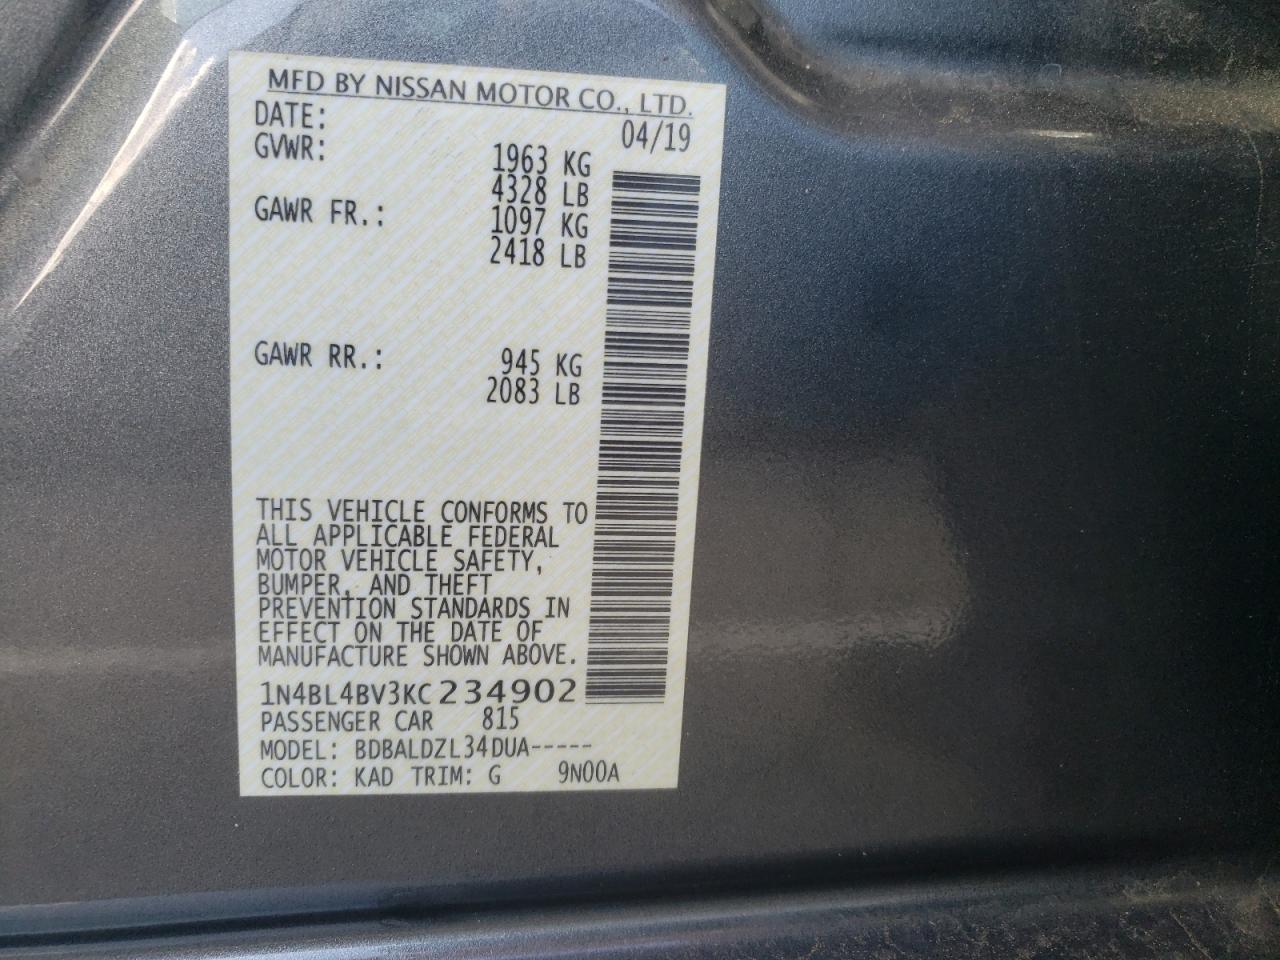 MFD BY NISSAN MOTOR CO., LTD.
DATE: 04/19
GVWR: 1963 KG
4328 LB
GAWR FR.: 1097 KG
2418 LB
GAWR RR.: 945 KG
2083 LB
THIS VEHICLE CONFORMS TO
ALL APPLICABLE FEDERAL
MOTOR VEHICLE SAFETY,
BUMPER, AND THEFT
PREVENTION STANDARDS IN
EFFECT ON THE DATE OF
MANUFACTURE SHOWN ABOVE.
1N4BL4BV3KC234902
PASSENGER CAR 815
MODEL: BDBALDZL34DUA-----
COLOR: KAD TRIM: G 9N00A